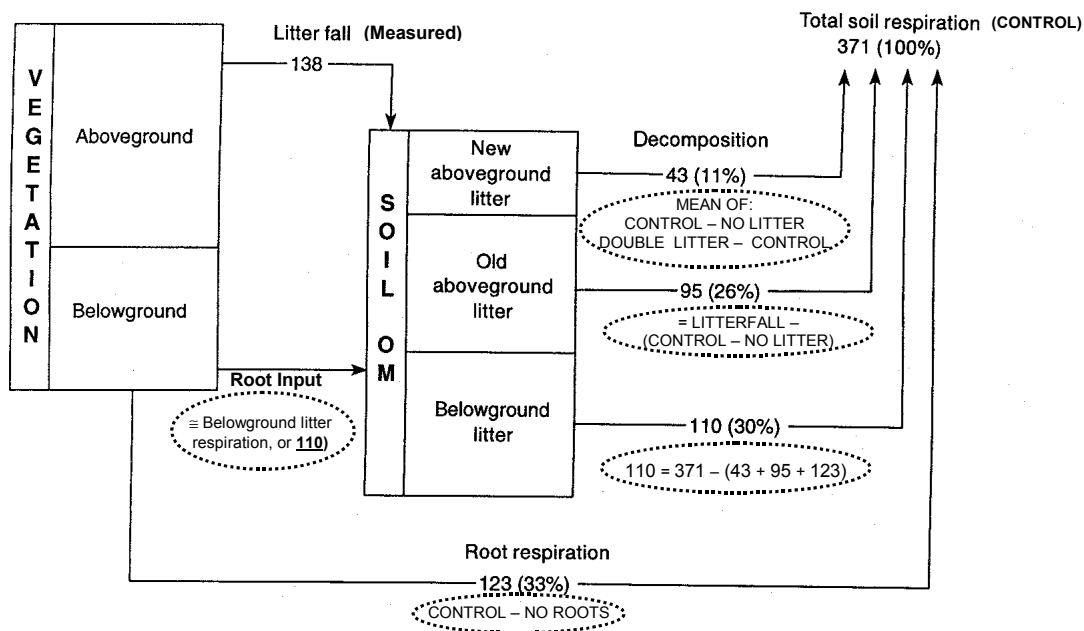 Litter fall (Measured)
138
Total soil respiration (CONTROL)
371 (100%)
VEGETATION
Aboveground
Belowground
SOIL OM
New
aboveground
litter
Old
aboveground
litter
Belowground
litter
Decomposition
43 (11%)
MEAN OF:
CONTROL – NO LITTER
DOUBLE LITTER – CONTROL
95 (26%)
= LITTERFALL –
(CONTROL – NO LITTER)
Root Input
≅ Belowground litter
respiration, or 110)
110 (30%)
110 = 371 – (43 + 95 + 123)
Root respiration
123 (33%)
CONTROL – NO ROOTS